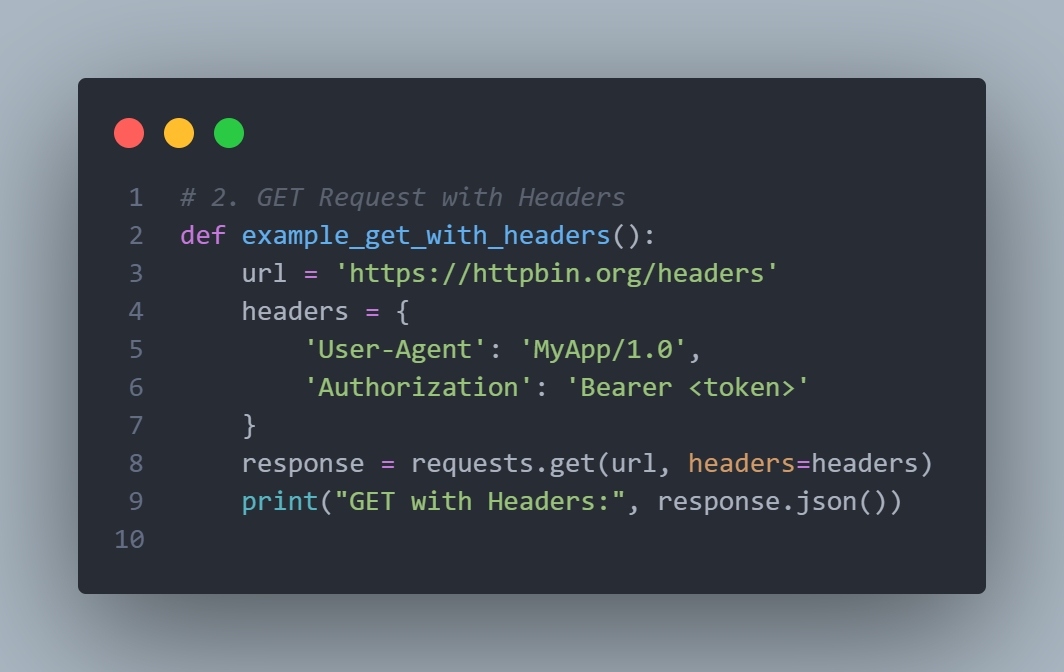 1 # 2. GET Request with Headers
2 def example_get_with_headers():
3     url = 'https://httpbin.org/headers'
4     headers = {
5         'User-Agent': 'MyApp/1.0',
6         'Authorization': 'Bearer <token>'
7     }
8     response = requests.get(url, headers=headers)
9     print("GET with Headers:", response.json())
10